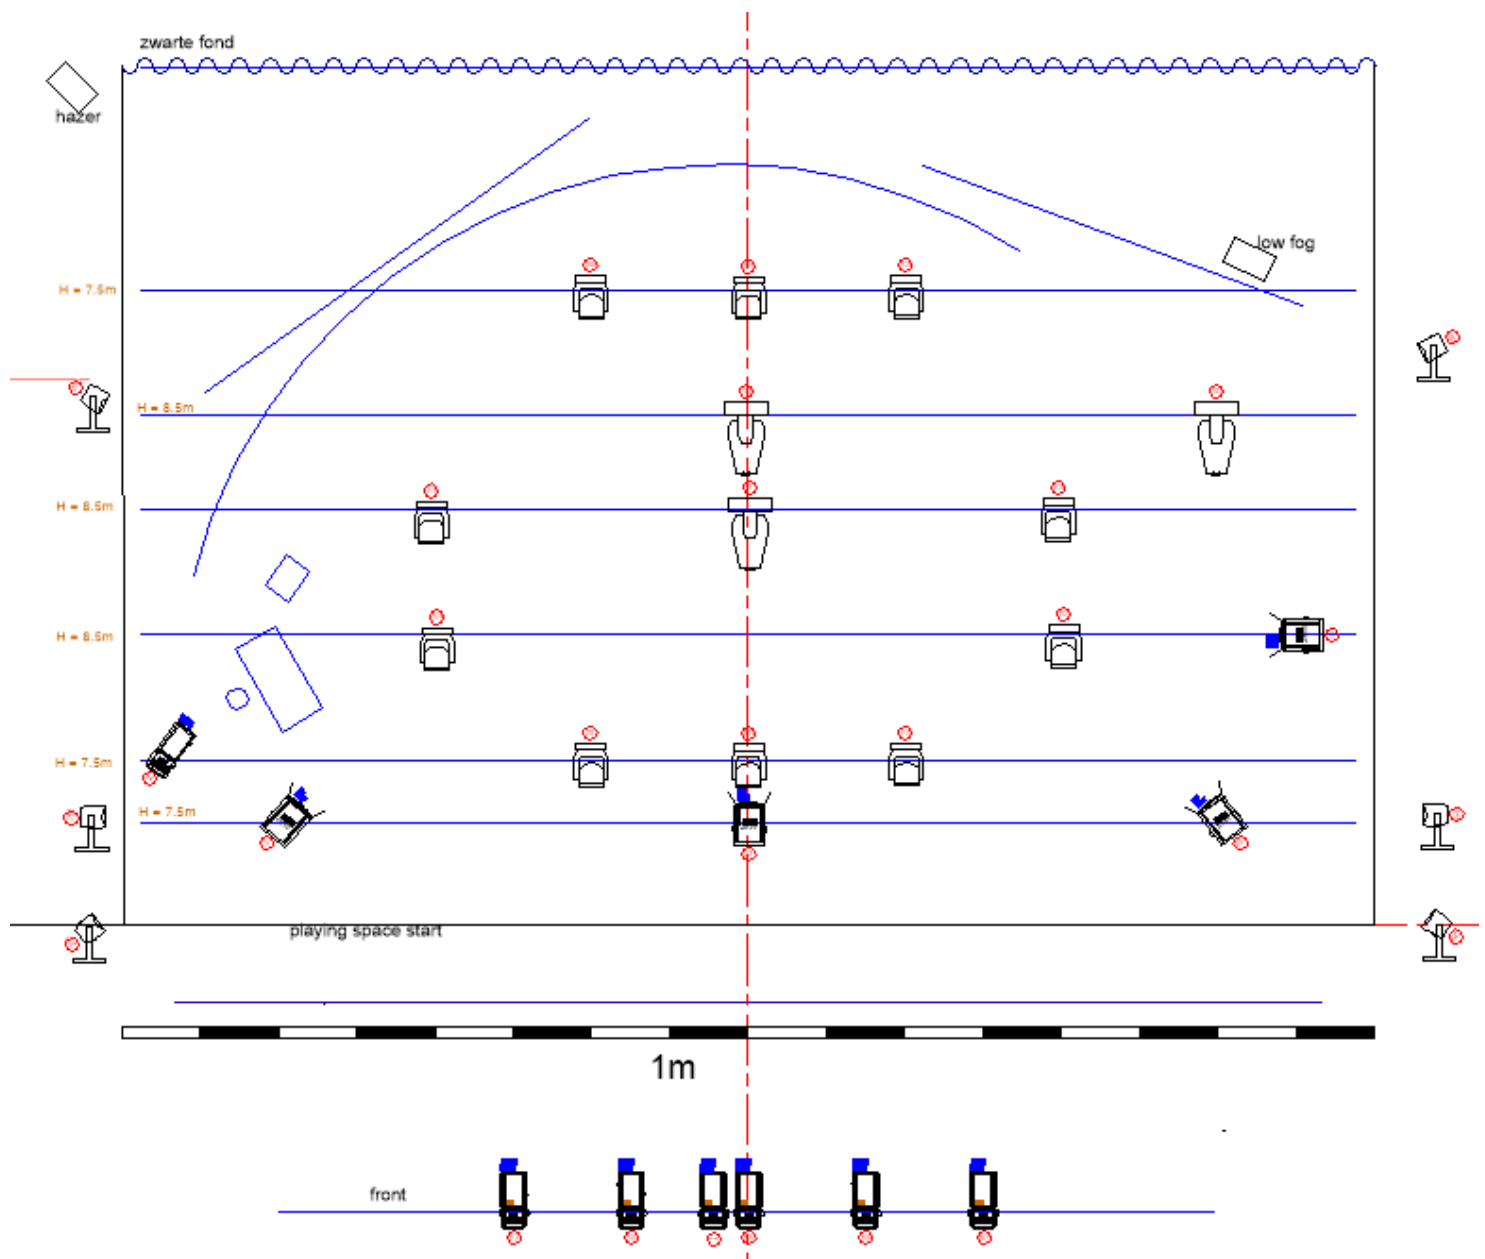 zwarte fond
hazer
low fog
H = 7.5m
H = 8.5m
H = 8.5m
H = 8.5m
H = 7.5m
H = 7.5m
playing space start
1m
front